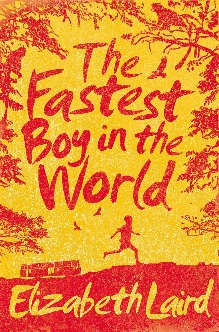 The
Fastest
Boy in the
World
Elizabeth Laird